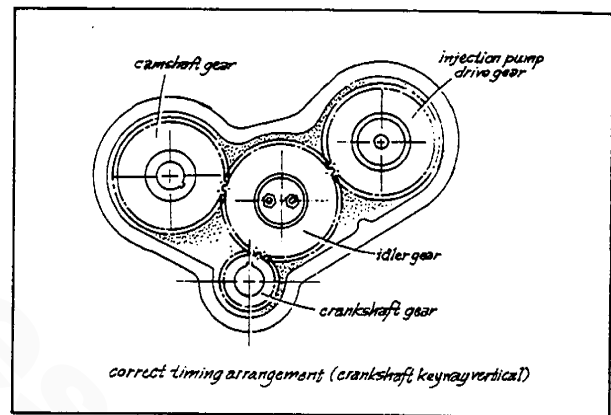 camshaft gear
injection pump
drive gear
idler gear
crankshaft gear
correct timing arrangement (crankshaft keyway vertical)